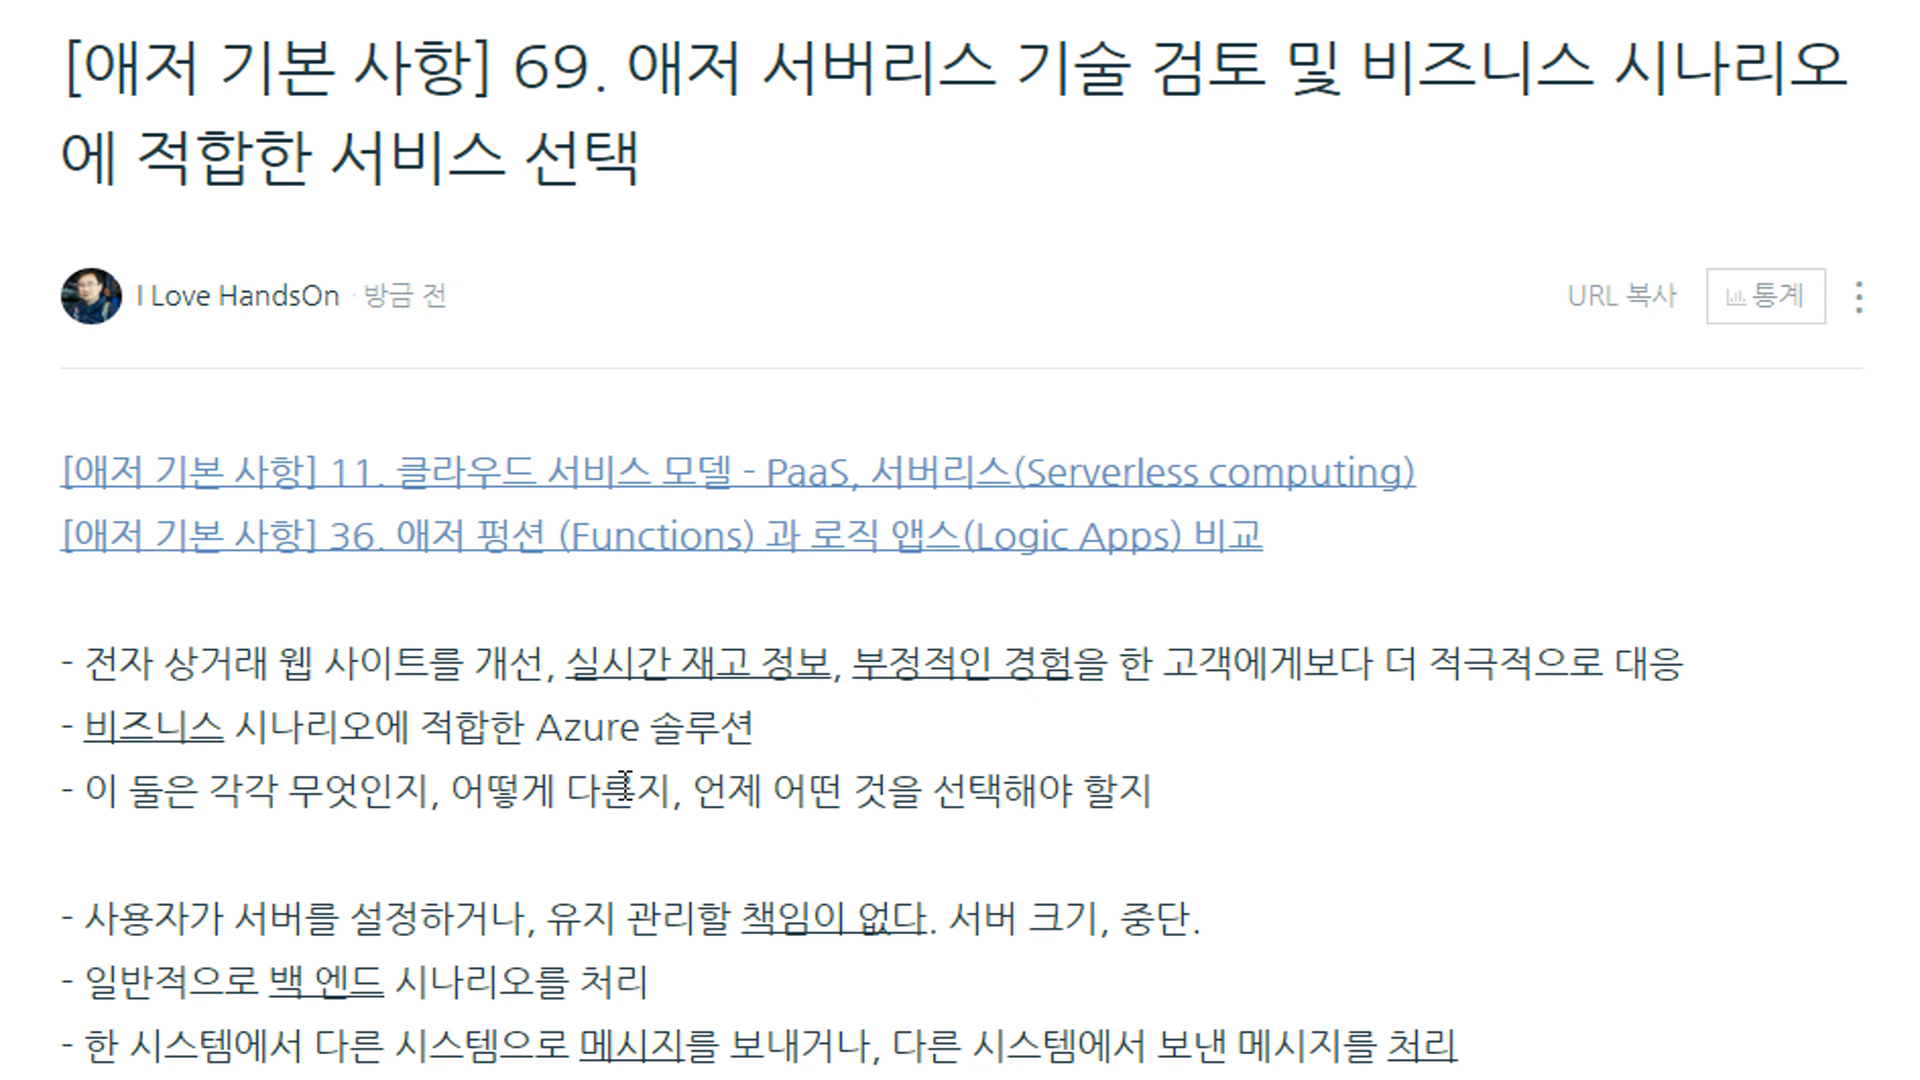 [애저 기본 사항] 69. 애저 서버리스 기술 검토 및 비즈니스 시나리오
에 적합한 서비스 선택
I Love HandsOn · 방금 전
URL 복사
통계
[애저 기본 사항] 11. 클라우드 서비스 모델 - PaaS, 서버리스(Serverless computing)
[애저 기본 사항] 36. 애저 펑션 (Functions) 과 로직 앱스(Logic Apps) 비교
- 전자 상거래 웹 사이트를 개선, 실시간 재고 정보, 부정적인 경험을 한 고객에게보다 더 적극적으로 대응
- 비즈니스 시나리오에 적합한 Azure 솔루션
- 이 둘은 각각 무엇인지, 어떻게 다른지, 언제 어떤 것을 선택해야 할지
- 사용자가 서버를 설정하거나, 유지 관리할 책임이 없다. 서버 크기, 중단.
- 일반적으로 백 엔드 시나리오를 처리
- 한 시스템에서 다른 시스템으로 메시지를 보내거나, 다른 시스템에서 보낸 메시지를 처리